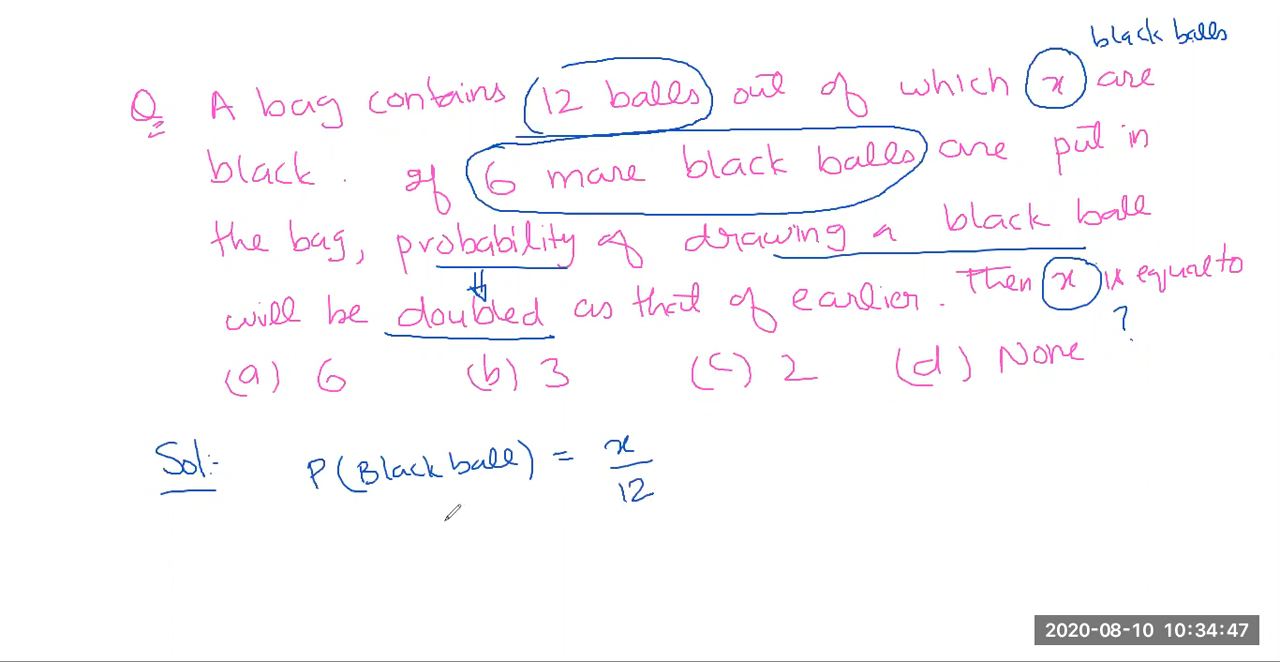 black balls
Q A bag contains 12 balls out of which x are
black. If 6 more black balls are put in
the bag, probability of drawing a black ball
will be doubled as that of earlier. Then x is equal to
?
(a) 6 (b) 3 (c) 2 (d) None
Sol:- P(Black ball) = x/12
2020-08-10 10:34:47